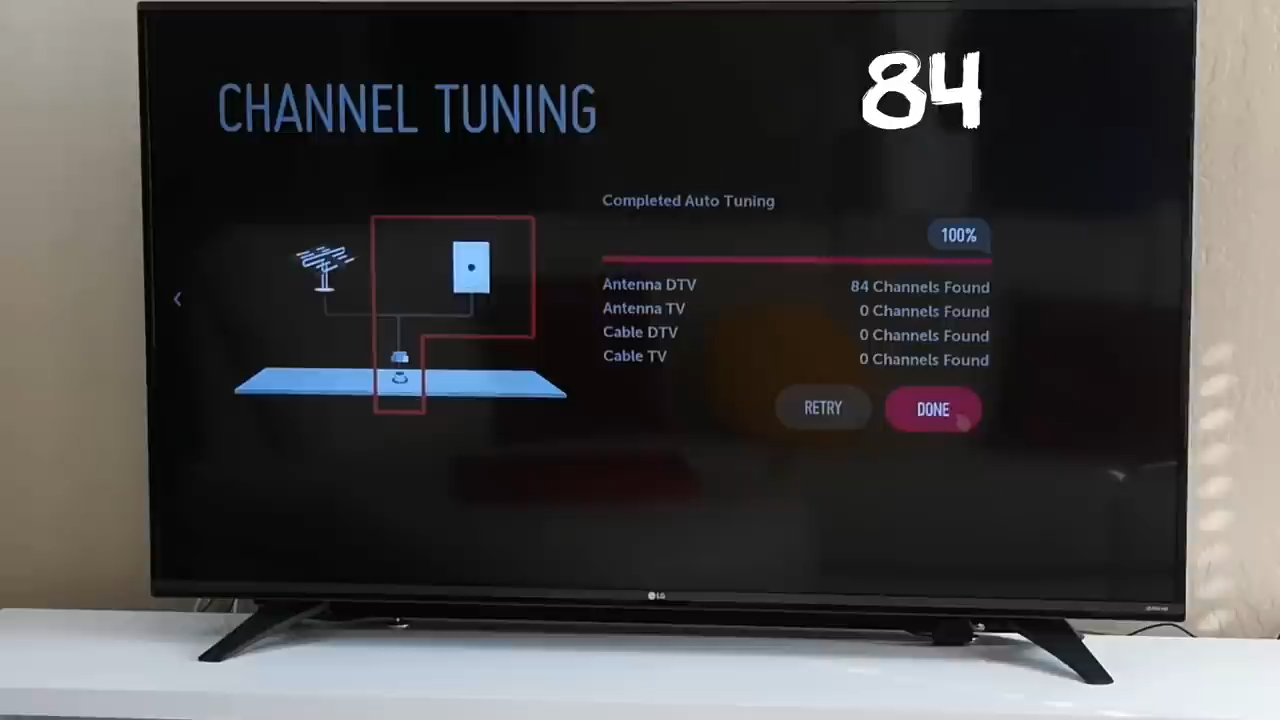 84
CHANNEL TUNING
Completed Auto Tuning
100%
Antenna DTV 84 Channels Found
Antenna TV 0 Channels Found
Cable DTV 0 Channels Found
Cable TV 0 Channels Found
RETRY DONE
LG